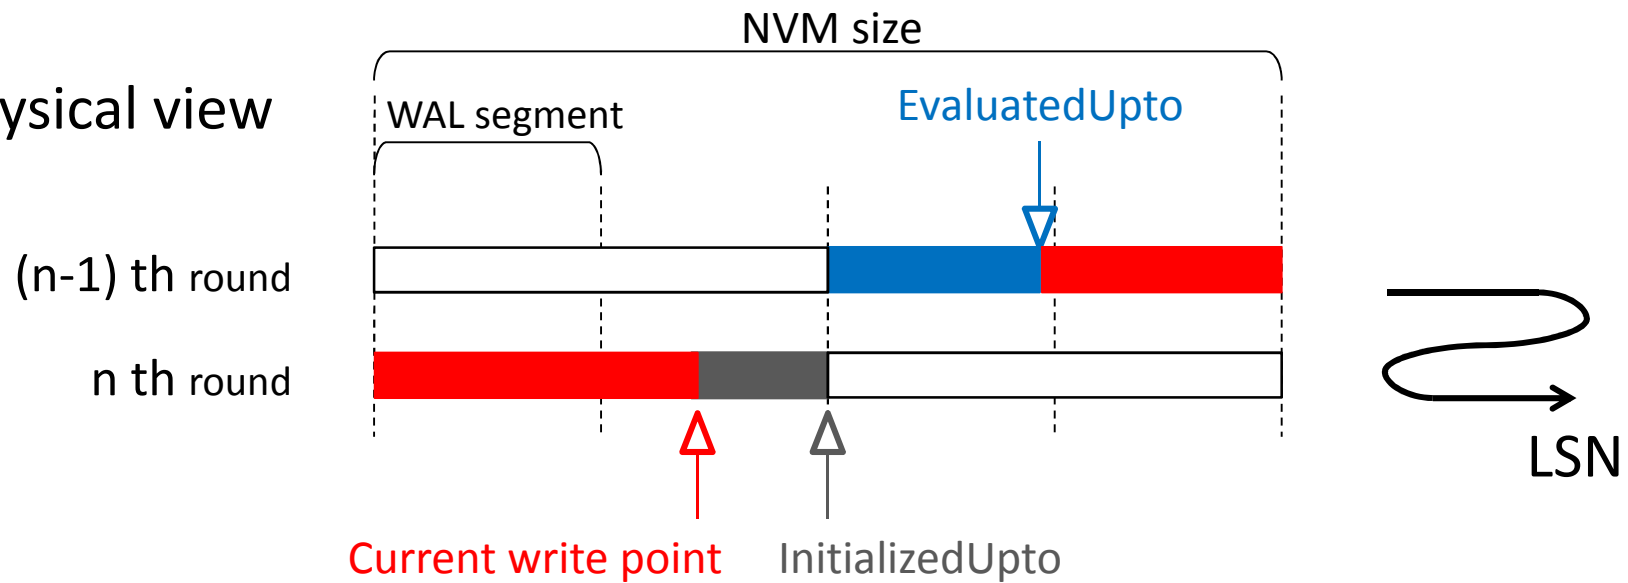 NVM size
ysical view
WAL segment
EvaluatedUpto
(n-1) th round
n th round
LSN
Current write point
InitializedUpto